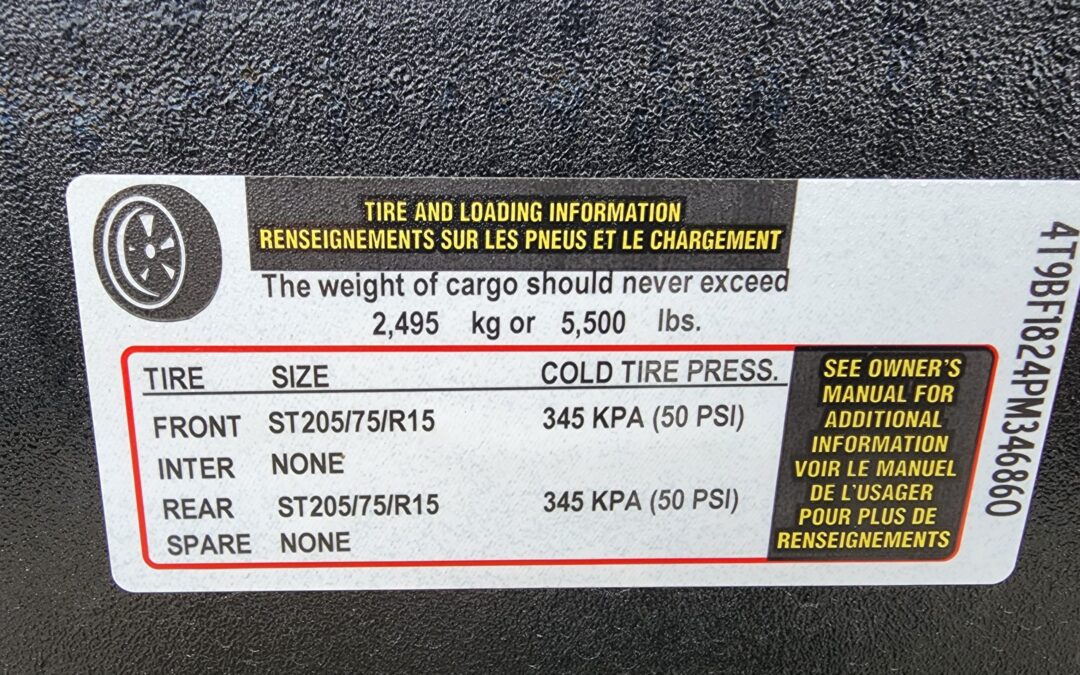 TIRE AND LOADING INFORMATION
RENSEIGNEMENTS SUR LES PNEUS ET LE CHARGEMENT
The weight of cargo should never exceed
2,495 kg or 5,500 lbs.
TIRE SIZE COLD TIRE PRESS.
FRONT ST205/75/R15 345 KPA (50 PSI)
INTER NONE
REAR ST205/75/R15 345 KPA (50 PSI)
SPARE NONE
SEE OWNER'S
MANUAL FOR
ADDITIONAL
INFORMATION
VOIR LE MANUEL
DE L'USAGER
POUR PLUS DE
RENSEIGNEMENTS
4T9BF1824PM346860